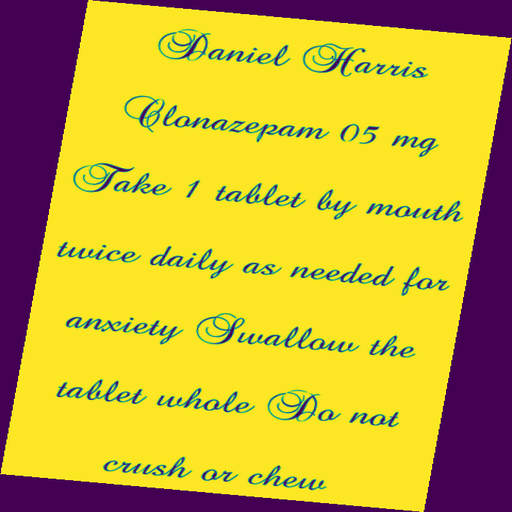 Daniel Harris
Clonazepam 05 mg
Take 1 tablet by mouth
twice daily as needed for
anxiety Swallow the
tablet whole Do not
crush or chew